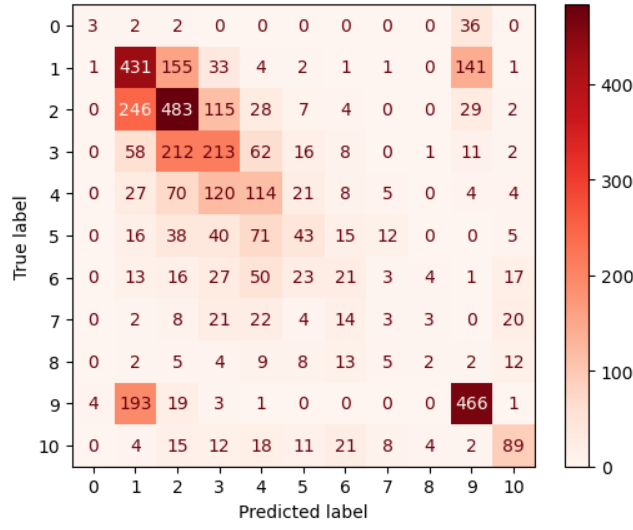 0 3 2 2 0 0 0 0 0 0 36 0
1 1 431 155 33 4 2 1 1 0 141 1
2 0 246 483 115 28 7 4 0 0 29 2
3 0 58 212 213 62 16 8 0 1 11 2
4 0 27 70 120 114 21 8 5 0 4 4
5 0 16 38 40 71 43 15 12 0 0 5
6 0 13 16 27 50 23 21 3 4 1 17
7 0 2 8 21 22 4 14 3 3 0 20
8 0 2 5 4 9 8 13 5 2 2 12
9 4 193 19 3 1 0 0 0 0 466 1
10 0 4 15 12 18 11 21 8 4 2 89
0 1 2 3 4 5 6 7 8 9 10
Predicted label
True label
400
300
200
100
0